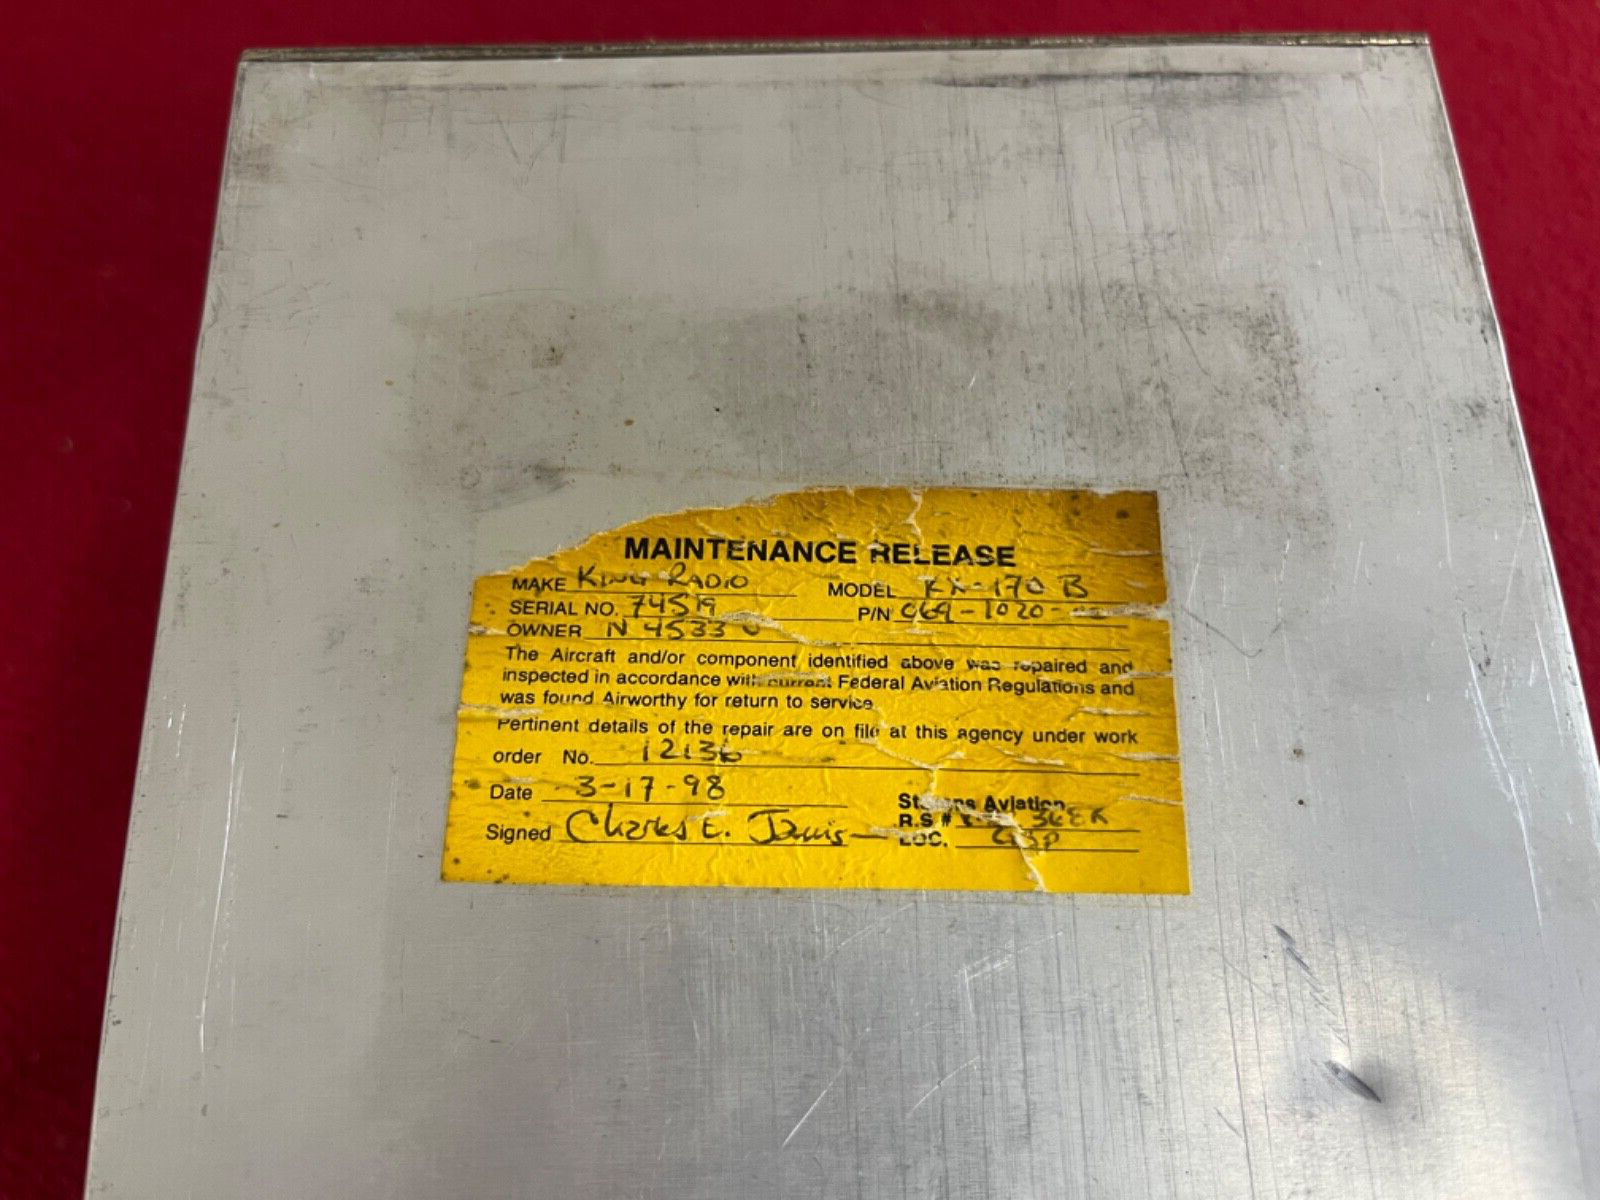 MAINTENANCE RELEASE
MAKE KING RADIO MODEL KX-170 B
SERIAL NO. 74519 P/N 069-1020-
OWNER N 4533
The Aircraft and/or component identified above was repaired and
inspected in accordance with current Federal Aviation Regulations and
was found Airworthy for return to service
Pertinent details of the repair are on file at this agency under work
order No. 12136
Date 3-17-98
Aviation
Signed Charles E. R.S #
LOC. GSP